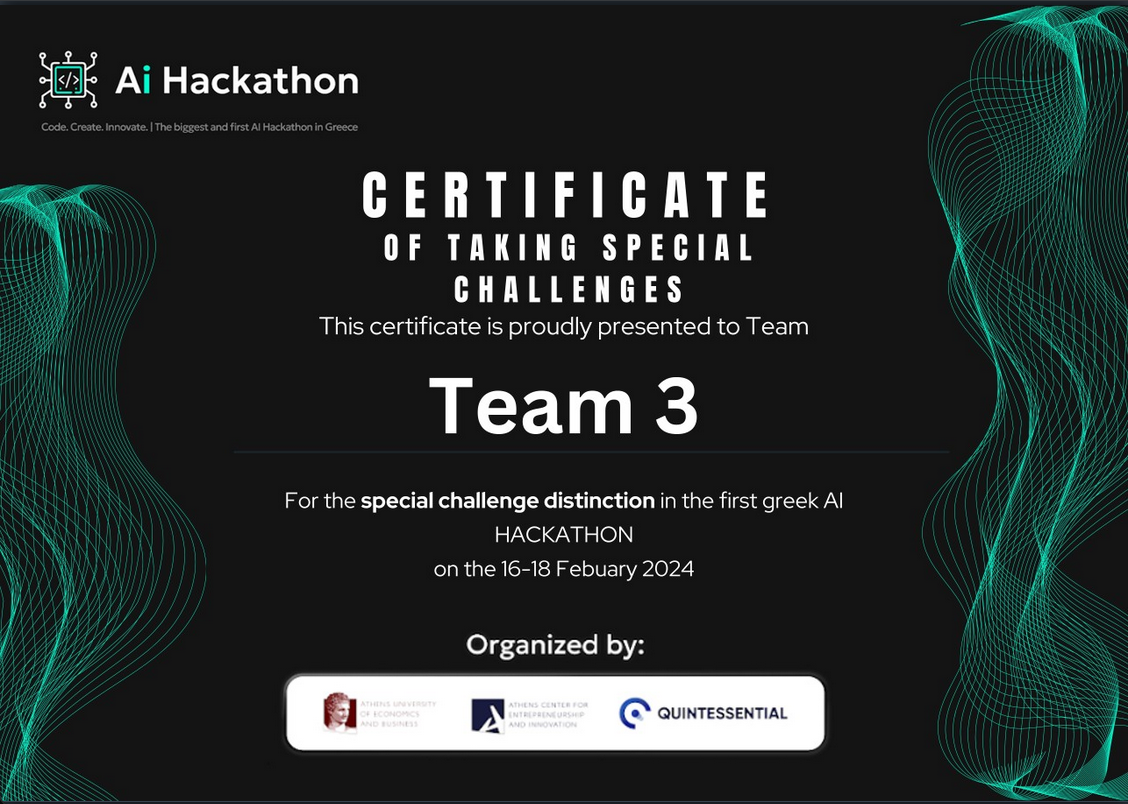 Ai Hackathon
Code. Create. Innovate. | The biggest and first AI Hackathon in Greece
CERTIFICATE
OF TAKING SPECIAL
CHALLENGES
This certificate is proudly presented to Team
Team 3
For the special challenge distinction in the first greek AI
HACKATHON
on the 16-18 Febuary 2024
Organized by:
ATHENS UNIVERSITY
OF ECONOMICS
AND BUSINESS
ATHENS CENTER FOR
ENTREPRENEURSHIP
AND INNOVATION
QUINTESSENTIAL